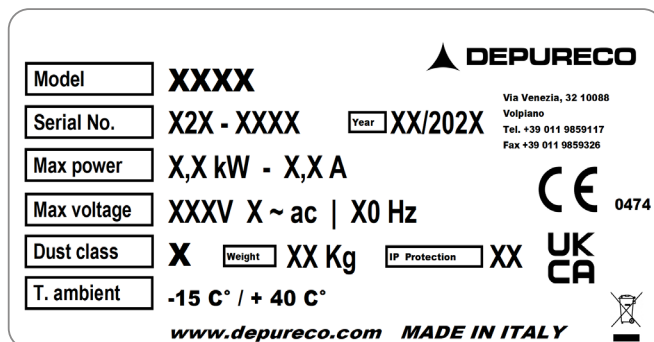 DEPURECO
Model XXXX
Via Venezia, 32 10088
Volpiano
Tel. +39 011 9859117
Fax +39 011 9859326
Serial No. X2X - XXXX Year XX/202X
Max power X,X kW - X,X A
CE 0474
Max voltage XXXV X ~ ac | X0 Hz
Dust class X Weight XX Kg IP Protection XX
UK
CA
T. ambient -15 C° / + 40 C°
www.depureco.com MADE IN ITALY